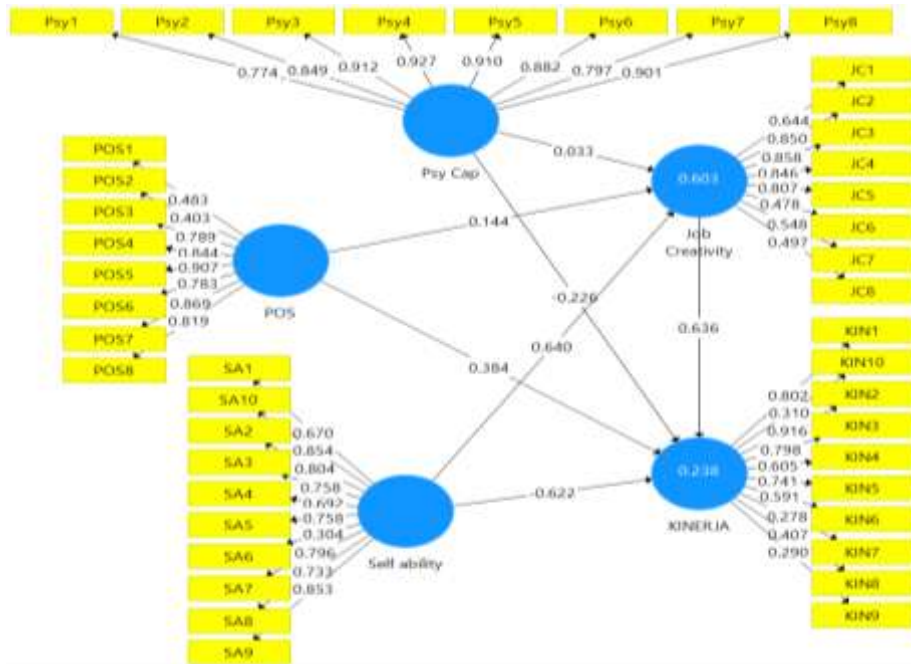 Psy1 Psy2 Psy3 Psy4 Psy5 Psy6 Psy7 Psy8
0.774 0.849 0.912 0.927 0.910 0.882 0.797 0.901
Psy Cap
JC1
JC2
JC3
JC4
JC5
JC6
JC7
JC8
0.644
0.850
0.858
0.846
0.807
0.478
0.548
0.497
0.603
Job
Creativity
0.033
0.144
-0.226
0.640
0.636
0.384
-0.622
POS1
POS2
POS3
POS4
POS5
POS6
POS7
POS8
0.483
0.403
0.789
0.844
0.907
0.783
0.869
0.819
POS
SA1
SA10
SA2
SA3
SA4
SA5
SA6
SA7
SA8
SA9
0.670
0.854
0.804
0.758
0.692
0.758
0.304
0.796
0.733
0.853
Self ability
KIN1
KIN10
KIN2
KIN3
KIN4
KIN5
KIN6
KIN7
KIN8
KIN9
0.802
0.310
0.916
0.798
0.605
0.741
0.591
0.278
0.407
0.290
0.238
KINERJA